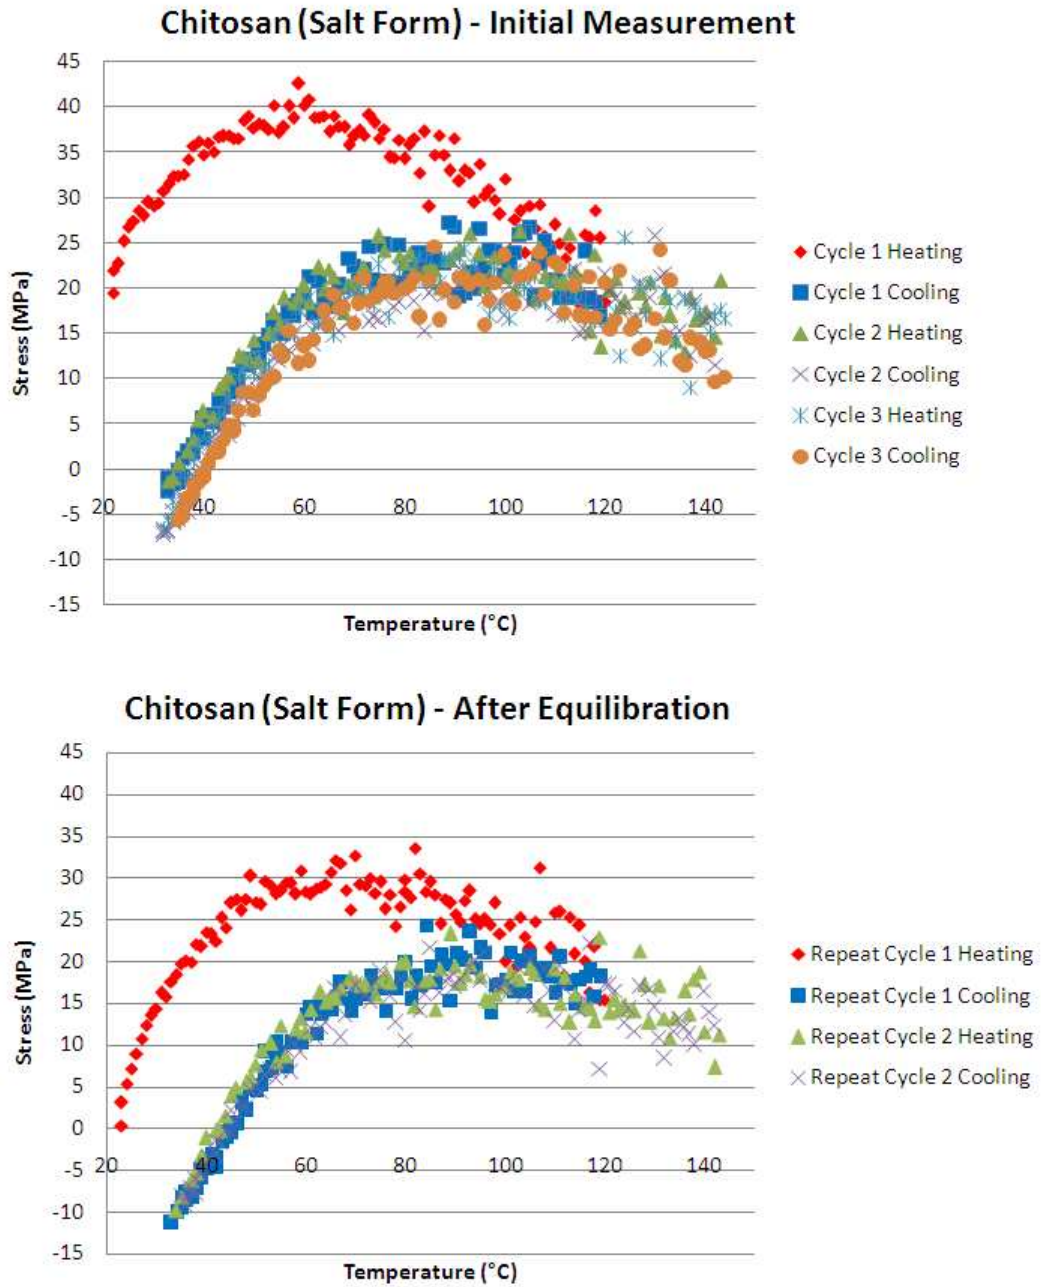 Chitosan (Salt Form) - Initial Measurement
45
40
35
30
25
20
15
10
5
0
-5
-10
-15
20 40 60 80 100 120 140
Stress (MPa)
Temperature (°C)
Cycle 1 Heating
Cycle 1 Cooling
Cycle 2 Heating
Cycle 2 Cooling
Cycle 3 Heating
Cycle 3 Cooling
Chitosan (Salt Form) - After Equilibration
45
40
35
30
25
20
15
10
5
0
-5
-10
-15
20 40 60 80 100 120 140
Stress (MPa)
Temperature (°C)
Repeat Cycle 1 Heating
Repeat Cycle 1 Cooling
Repeat Cycle 2 Heating
Repeat Cycle 2 Cooling